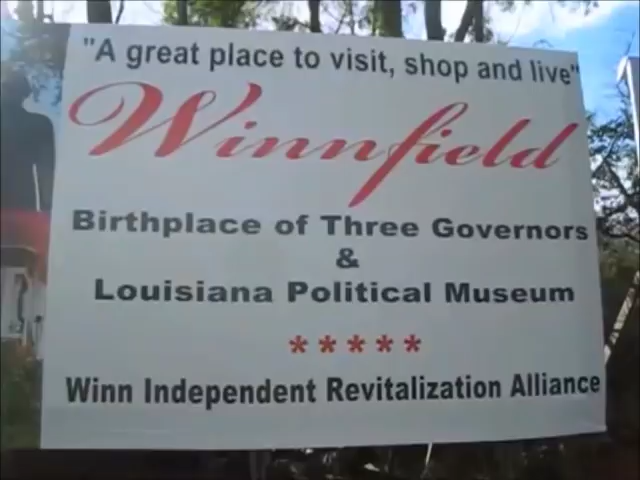 "A great place to visit, shop and live"
Winnfield
Birthplace of Three Governors
&
Louisiana Political Museum
*****
Winn Independent Revitalization Alliance